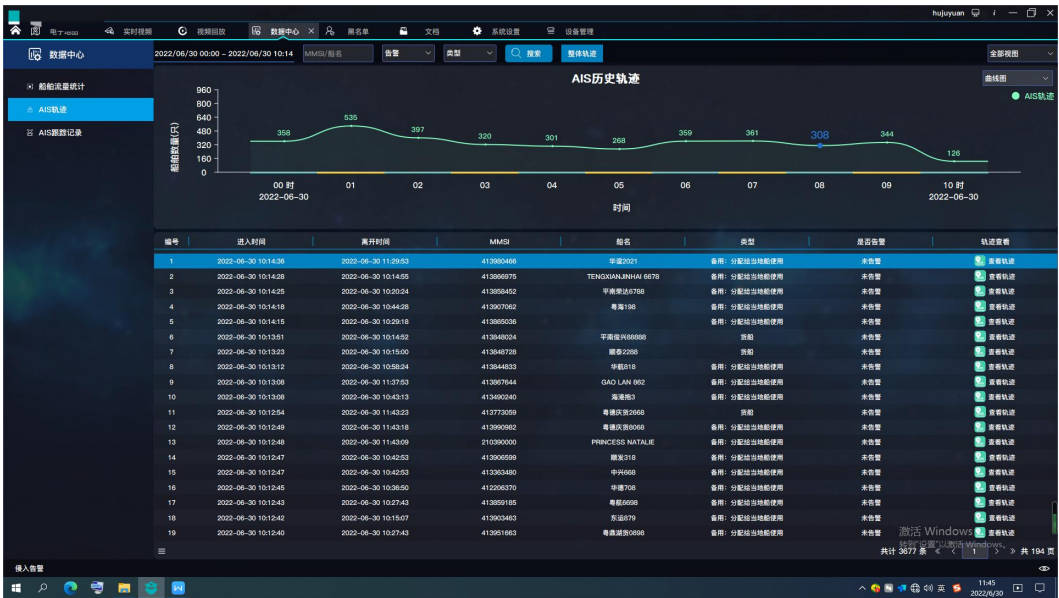 hujuyuan
实时视频 视频回放 数据中心 × 黑名单 文档 系统设置 设备管理
数据中心
船舶流量统计
AIS轨迹
AIS跟踪记录
2022/06/30 00:00 - 2022/06/30 10:14 MMSI/船名 告警 类型 搜索 整体轨迹 全部视图
AIS历史轨迹
曲线图
AIS轨迹
船舶数量(只)
960
800
640
480
320
160
0
358 535 397 320 301 268 359 361 308 344 126
00 时 01 02 03 04 05 06 07 08 09 10 时
2022-06-30 2022-06-30
时间
编号 进入时间 离开时间 MMSI 船名 类型 是否告警 轨迹查看
1 2022-06-30 10:14:36 2022-06-30 11:29:53 413980466 华谊2021 备用：分配给当地船使用 未告警 查看轨迹
2 2022-06-30 10:14:28 2022-06-30 10:14:55 413866975 TENGXIANJINHAI 6678 备用：分配给当地船使用 未告警 查看轨迹
3 2022-06-30 10:14:25 2022-06-30 10:20:24 413858452 平南荣达6788 备用：分配给当地船使用 未告警 查看轨迹
4 2022-06-30 10:14:18 2022-06-30 10:44:28 413907062 粤海198 备用：分配给当地船使用 未告警 查看轨迹
5 2022-06-30 10:14:15 2022-06-30 10:29:18 413865036 备用：分配给当地船使用 未告警 查看轨迹
6 2022-06-30 10:13:51 2022-06-30 10:14:52 413848024 平南俊兴88888 货船 未告警 查看轨迹
7 2022-06-30 10:13:23 2022-06-30 10:15:00 413848728 顺泰2288 货船 未告警 查看轨迹
8 2022-06-30 10:13:12 2022-06-30 10:58:24 413844833 华航818 备用：分配给当地船使用 未告警 查看轨迹
9 2022-06-30 10:13:08 2022-06-30 11:37:53 413867644 GAO LAN 862 备用：分配给当地船使用 未告警 查看轨迹
10 2022-06-30 10:13:08 2022-06-30 10:43:13 413490240 海港拖3 备用：分配给当地船使用 未告警 查看轨迹
11 2022-06-30 10:12:54 2022-06-30 11:43:23 413773059 粤德庆货2668 货船 未告警 查看轨迹
12 2022-06-30 10:12:49 2022-06-30 11:43:18 413990982 粤德庆货8068 备用：分配给当地船使用 未告警 查看轨迹
13 2022-06-30 10:12:48 2022-06-30 11:43:09 210390000 PRINCESS NATALIE 备用：分配给当地船使用 未告警 查看轨迹
14 2022-06-30 10:12:47 2022-06-30 10:42:53 413906599 顺发318 备用：分配给当地船使用 未告警 查看轨迹
15 2022-06-30 10:12:47 2022-06-30 10:42:53 413363480 中兴668 备用：分配给当地船使用 未告警 查看轨迹
16 2022-06-30 10:12:45 2022-06-30 10:36:50 412206370 华德708 备用：分配给当地船使用 未告警 查看轨迹
17 2022-06-30 10:12:43 2022-06-30 10:27:43 413859185 粤航6698 备用：分配给当地船使用 未告警 查看轨迹
18 2022-06-30 10:12:42 2022-06-30 10:15:07 413903463 东运879 备用：分配给当地船使用 未告警 查看轨迹
19 2022-06-30 10:12:40 2022-06-30 10:27:43 413951663 粤鼎湖货0898 备用：分配给当地船使用 未告警 查看轨迹
激活 Windows
转到"设置"以激活 Windows。
共计 3677 条 « < 1 > » 共 194 页
侵入告警
英
11:45
2022/6/30